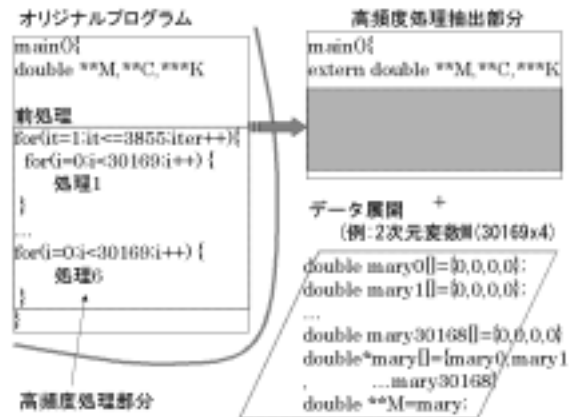 オリジナルプログラム
main(){
double **M,**C,***K
前処理
for(it=1;it<=3855;iter++){
for(i=0;i<30169;i++) {
処理1
}
...
for(i=0;i<30169;i++) {
処理6
}
}
高頻度処理部分
高頻度処理抽出部分
main(){
extern double **M,**C,***K
+
データ展開
(例:2次元変数M(30169x4)
double mary0[]={0,0,0,0};
double mary1[]={0,0,0,0};
...
double mary30168[]={0,0,0,0}
double*mary[]={mary0,mary1
, ...mary30168}
double **M=mary;